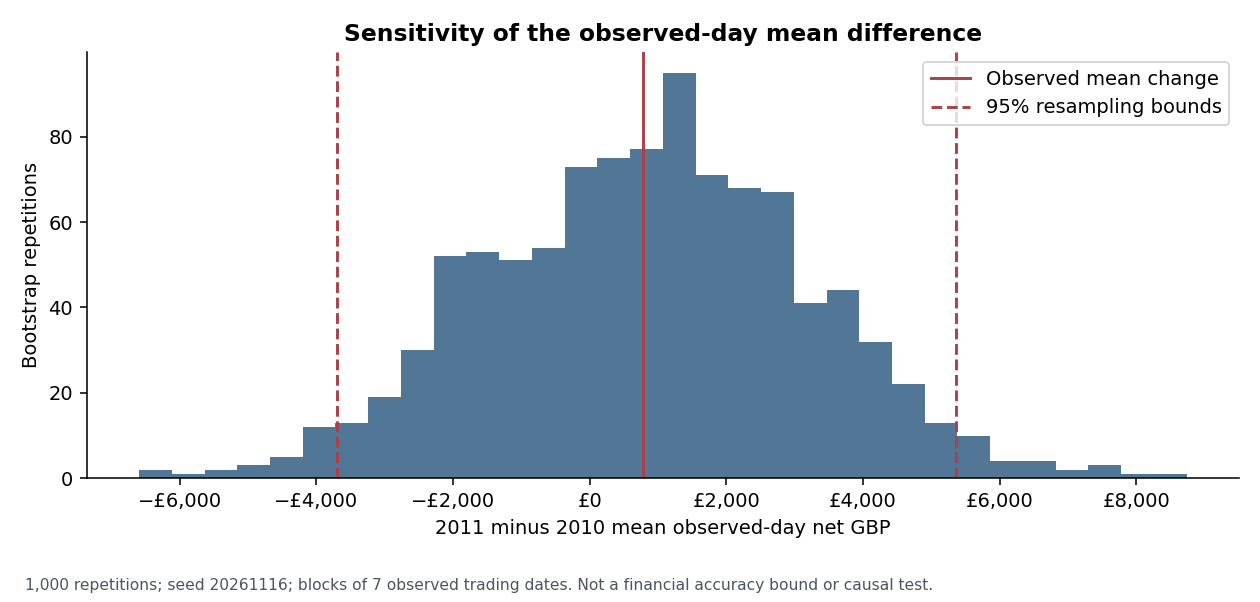 Sensitivity of the observed-day mean difference
Observed mean change
95% resampling bounds
Bootstrap repetitions
80
60
40
20
0
−£6,000
−£4,000
−£2,000
£0
£2,000
£4,000
£6,000
£8,000
2011 minus 2010 mean observed-day net GBP
1,000 repetitions; seed 20261116; blocks of 7 observed trading dates. Not a financial accuracy bound or causal test.